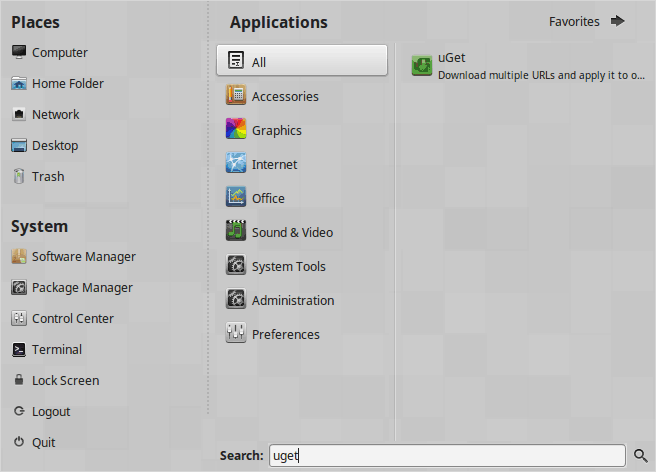 Places
Computer
Home Folder
Network
Desktop
Trash
System
Software Manager
Package Manager
Control Center
Terminal
Lock Screen
Logout
Quit
Applications
Favorites
All
Accessories
Graphics
Internet
Office
Sound & Video
System Tools
Administration
Preferences
uGet
Download multiple URLs and apply it to o...
Search: uget